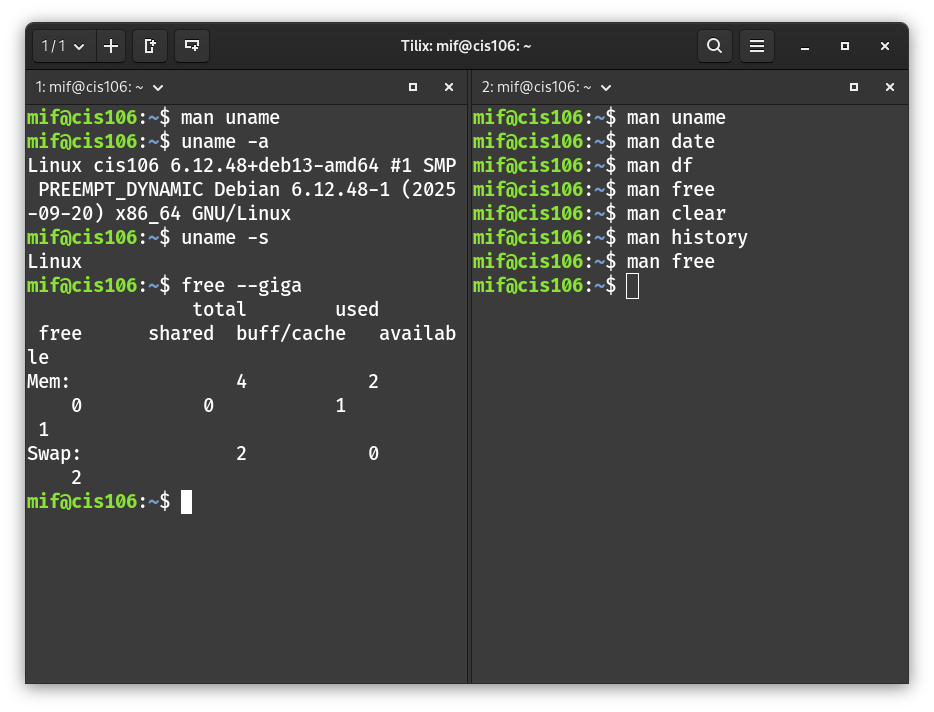 1 / 1
Tilix: mif@cis106: ~
1: mif@cis106: ~
mif@cis106:~$ man uname
mif@cis106:~$ uname -a
Linux cis106 6.12.48+deb13-amd64 #1 SMP
 PREEMPT_DYNAMIC Debian 6.12.48-1 (2025
-09-20) x86_64 GNU/Linux
mif@cis106:~$ uname -s
Linux
mif@cis106:~$ free --giga
               total        used
 free      shared  buff/cache   availab
le
Mem:               4           2
    0           0           1
 1
Swap:              2           0
    2
mif@cis106:~$
2: mif@cis106: ~
mif@cis106:~$ man uname
mif@cis106:~$ man date
mif@cis106:~$ man df
mif@cis106:~$ man free
mif@cis106:~$ man clear
mif@cis106:~$ man history
mif@cis106:~$ man free
mif@cis106:~$